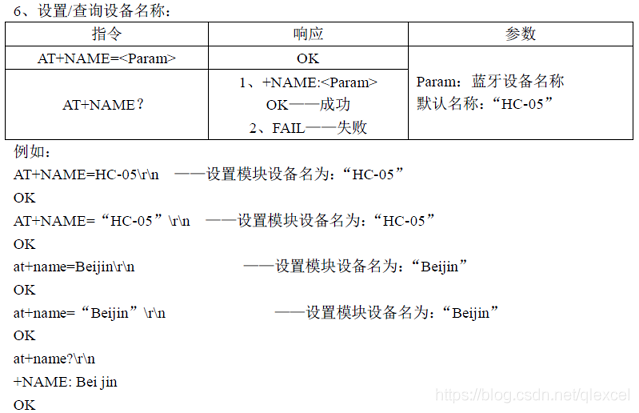 6、设置/查询设备名称：
指令 响应 参数
AT+NAME=<Param> OK
Param：蓝牙设备名称
默认名称：“HC-05”
AT+NAME？
1、+NAME:<Param>
OK——成功
2、FAIL——失败
例如：
AT+NAME=HC-05\r\n ——设置模块设备名为：“HC-05”
OK
AT+NAME=“HC-05”\r\n ——设置模块设备名为：“HC-05”
OK
at+name=Beijin\r\n ——设置模块设备名为：“Beijin”
OK
at+name=“Beijin”\r\n ——设置模块设备名为：“Beijin”
OK
at+name?\r\n
+NAME: Bei jin
OK
https://blog.csdn.net/qlexcel